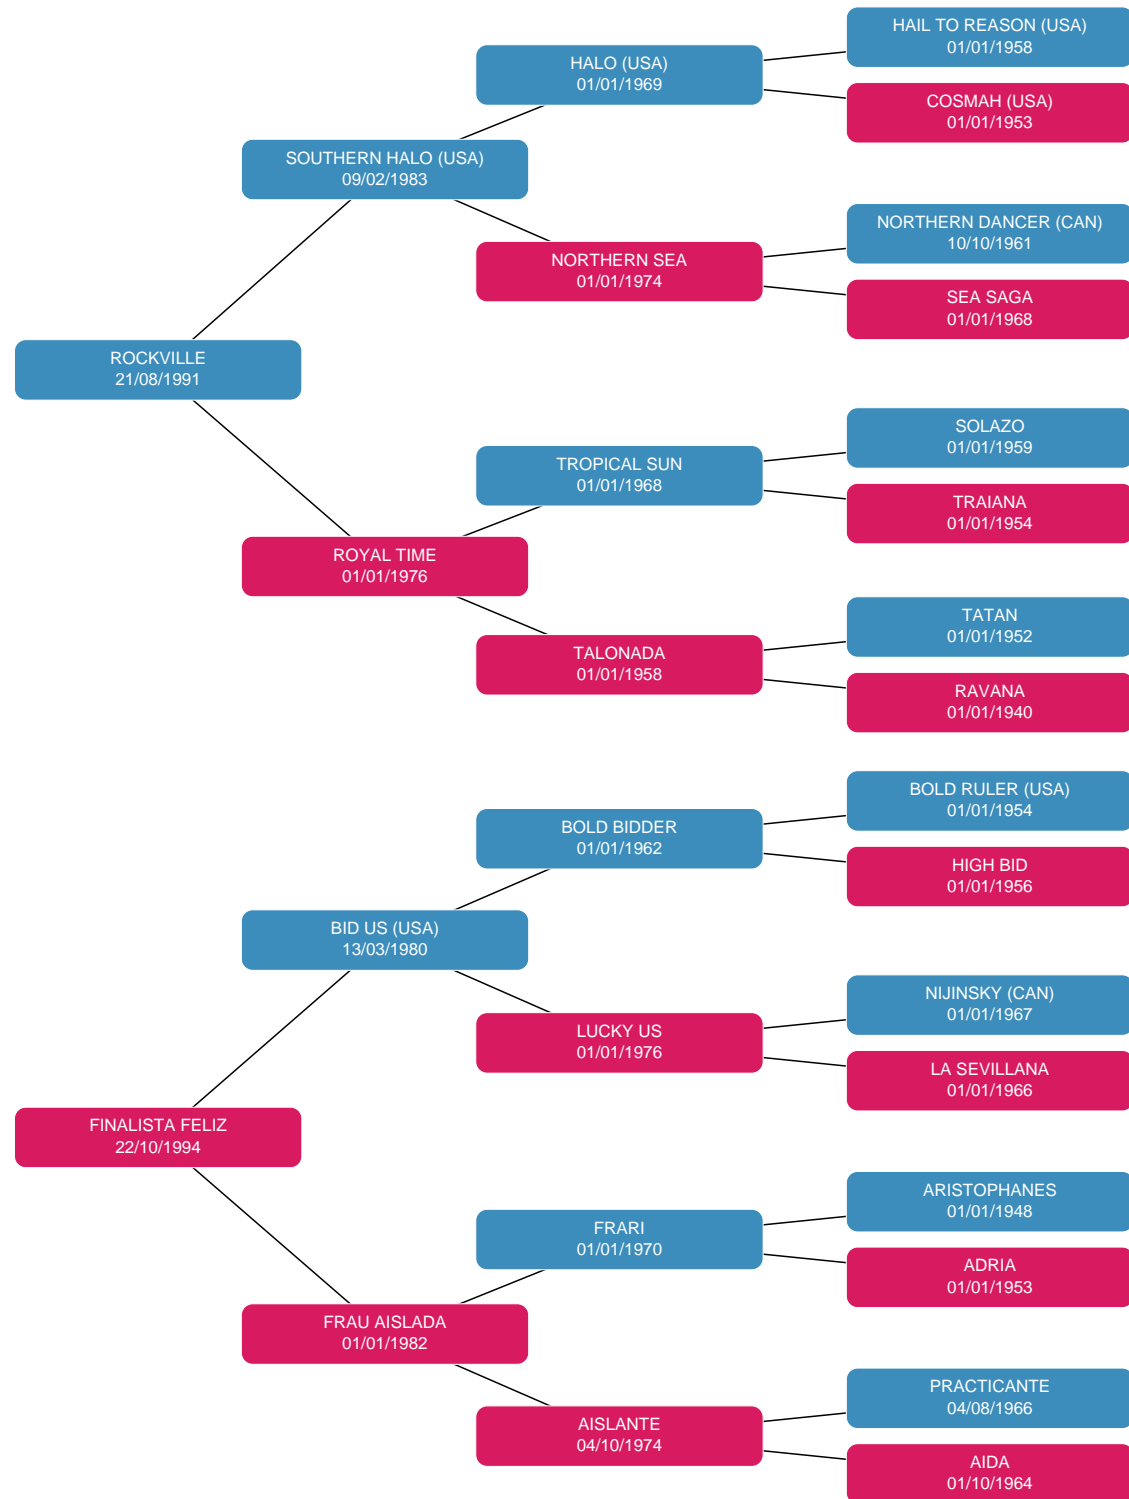 HAIL TO REASON (USA)
01/01/1958
HALO (USA)
01/01/1969
COSMAH (USA)
01/01/1953
SOUTHERN HALO (USA)
09/02/1983
NORTHERN DANCER (CAN)
10/10/1961
NORTHERN SEA
01/01/1974
SEA SAGA
01/01/1968
ROCKVILLE
21/08/1991
SOLAZO
01/01/1959
TROPICAL SUN
01/01/1968
TRAIANA
01/01/1954
ROYAL TIME
01/01/1976
TATAN
01/01/1952
TALONADA
01/01/1958
RAVANA
01/01/1940
BOLD RULER (USA)
01/01/1954
BOLD BIDDER
01/01/1962
HIGH BID
01/01/1956
BID US (USA)
13/03/1980
NIJINSKY (CAN)
01/01/1967
LUCKY US
01/01/1976
LA SEVILLANA
01/01/1966
FINALISTA FELIZ
22/10/1994
ARISTOPHANES
01/01/1948
FRARI
01/01/1970
ADRIA
01/01/1953
FRAU AISLADA
01/01/1982
PRACTICANTE
04/08/1966
AISLANTE
04/10/1974
AIDA
01/10/1964